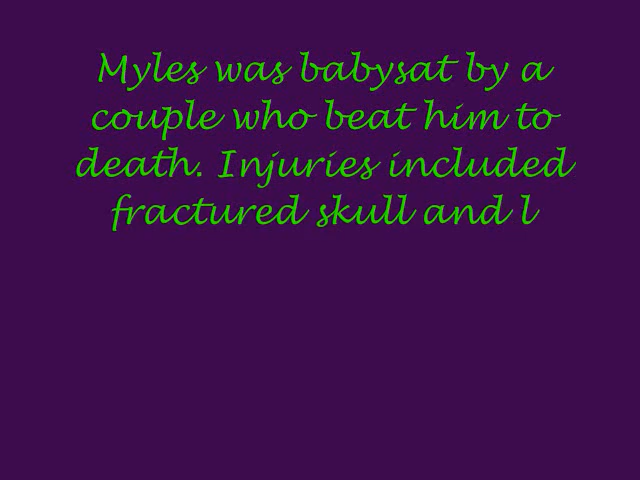 Myles was babysat by a
couple who beat him to
death. Injuries included
fractured skull and l